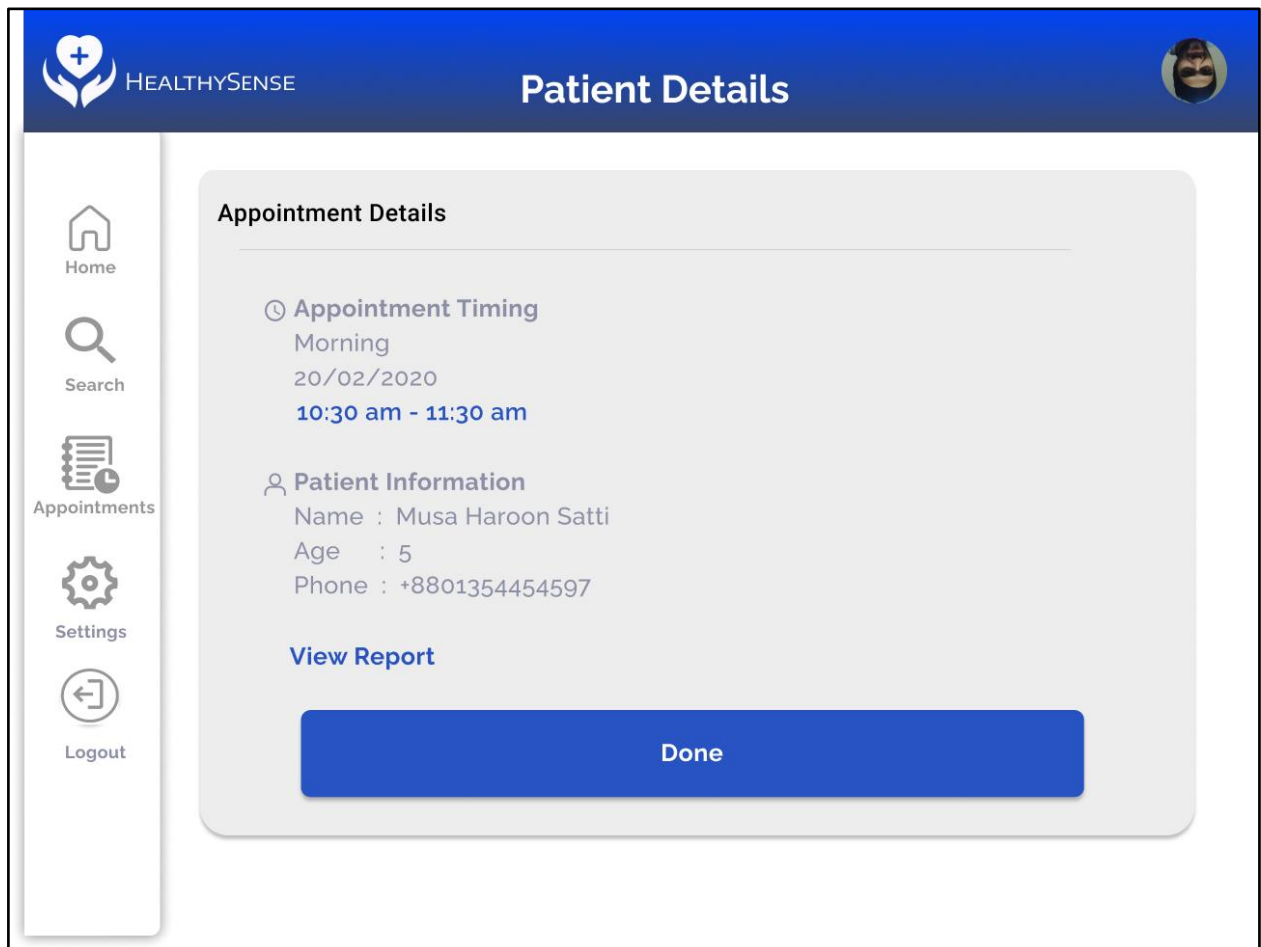 HEALTHYSENSE
Patient Details
Home
Search
Appointments
Settings
Logout
Appointment Details
Appointment Timing
Morning
20/02/2020
10:30 am - 11:30 am
Patient Information
Name : Musa Haroon Satti
Age : 5
Phone : +8801354454597
View Report
Done